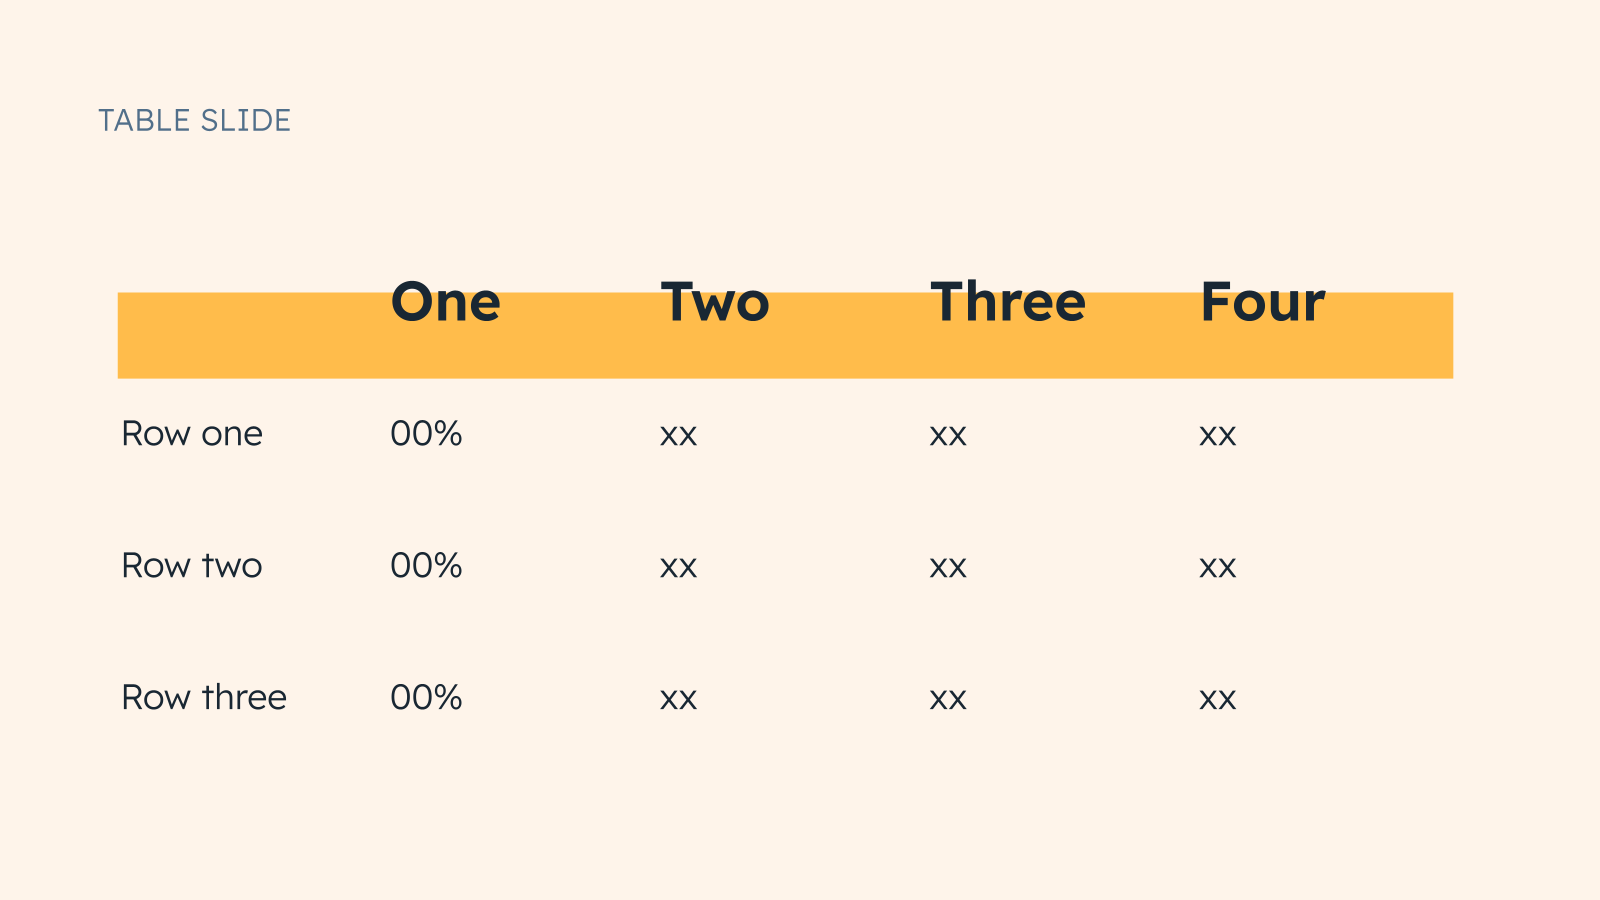 TABLE SLIDE
One Two Three Four
Row one 00% xx xx xx
Row two 00% xx xx xx
Row three 00% xx xx xx